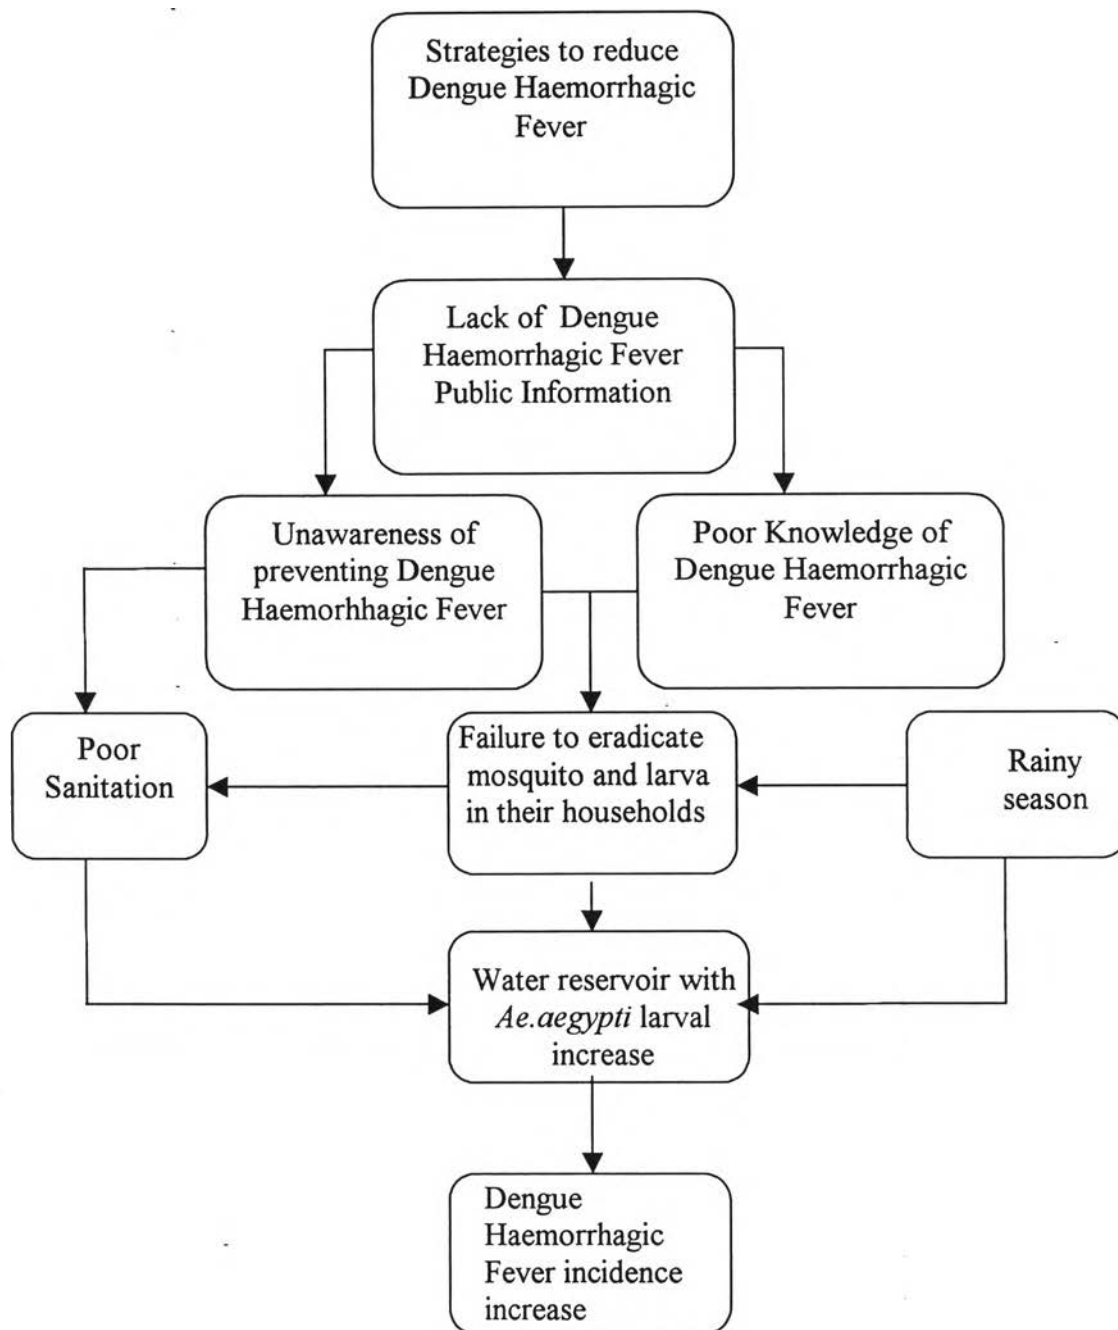 Strategies to reduce
Dengue Haemorrhagic
Fever
Lack of Dengue
Haemorrhagic Fever
Public Information
Unawareness of
preventing Dengue
Haemorhhagic Fever
Poor Knowledge of
Dengue Haemorrhagic
Fever
Poor
Sanitation
Failure to eradicate
mosquito and larva
in their households
Rainy
season
Water reservoir with
Ae.aegypti larval
increase
Dengue
Haemorrhagic
Fever incidence
increase